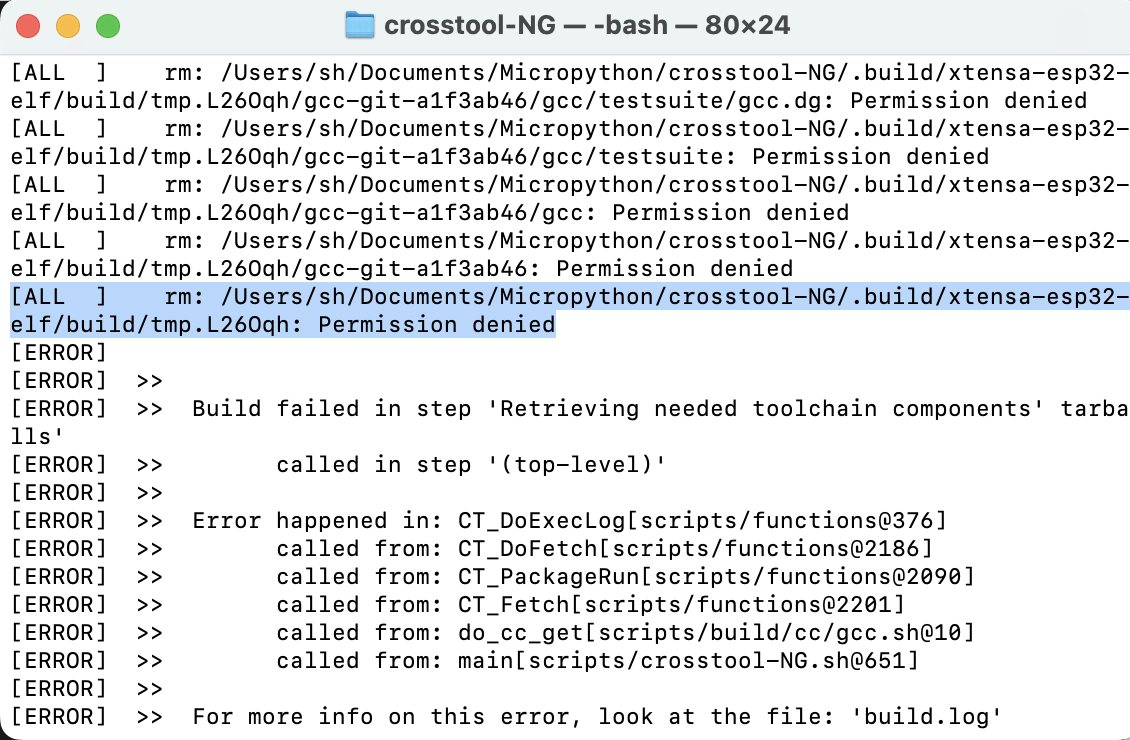 crosstool-NG — -bash — 80×24
[ALL  ]    rm: /Users/sh/Documents/Micropython/crosstool-NG/.build/xtensa-esp32-
elf/build/tmp.L26Oqh/gcc-git-a1f3ab46/gcc/testsuite/gcc.dg: Permission denied
[ALL  ]    rm: /Users/sh/Documents/Micropython/crosstool-NG/.build/xtensa-esp32-
elf/build/tmp.L26Oqh/gcc-git-a1f3ab46/gcc/testsuite: Permission denied
[ALL  ]    rm: /Users/sh/Documents/Micropython/crosstool-NG/.build/xtensa-esp32-
elf/build/tmp.L26Oqh/gcc-git-a1f3ab46/gcc: Permission denied
[ALL  ]    rm: /Users/sh/Documents/Micropython/crosstool-NG/.build/xtensa-esp32-
elf/build/tmp.L26Oqh/gcc-git-a1f3ab46: Permission denied
[ALL  ]    rm: /Users/sh/Documents/Micropython/crosstool-NG/.build/xtensa-esp32-
elf/build/tmp.L26Oqh: Permission denied
[ERROR]
[ERROR]  >>
[ERROR]  >>  Build failed in step 'Retrieving needed toolchain components' tarba
lls'
[ERROR]  >>        called in step '(top-level)'
[ERROR]  >>
[ERROR]  >>  Error happened in: CT_DoExecLog[scripts/functions@376]
[ERROR]  >>        called from: CT_DoFetch[scripts/functions@2186]
[ERROR]  >>        called from: CT_PackageRun[scripts/functions@2090]
[ERROR]  >>        called from: CT_Fetch[scripts/functions@2201]
[ERROR]  >>        called from: do_cc_get[scripts/build/cc/gcc.sh@10]
[ERROR]  >>        called from: main[scripts/crosstool-NG.sh@651]
[ERROR]  >>
[ERROR]  >>  For more info on this error, look at the file: 'build.log'